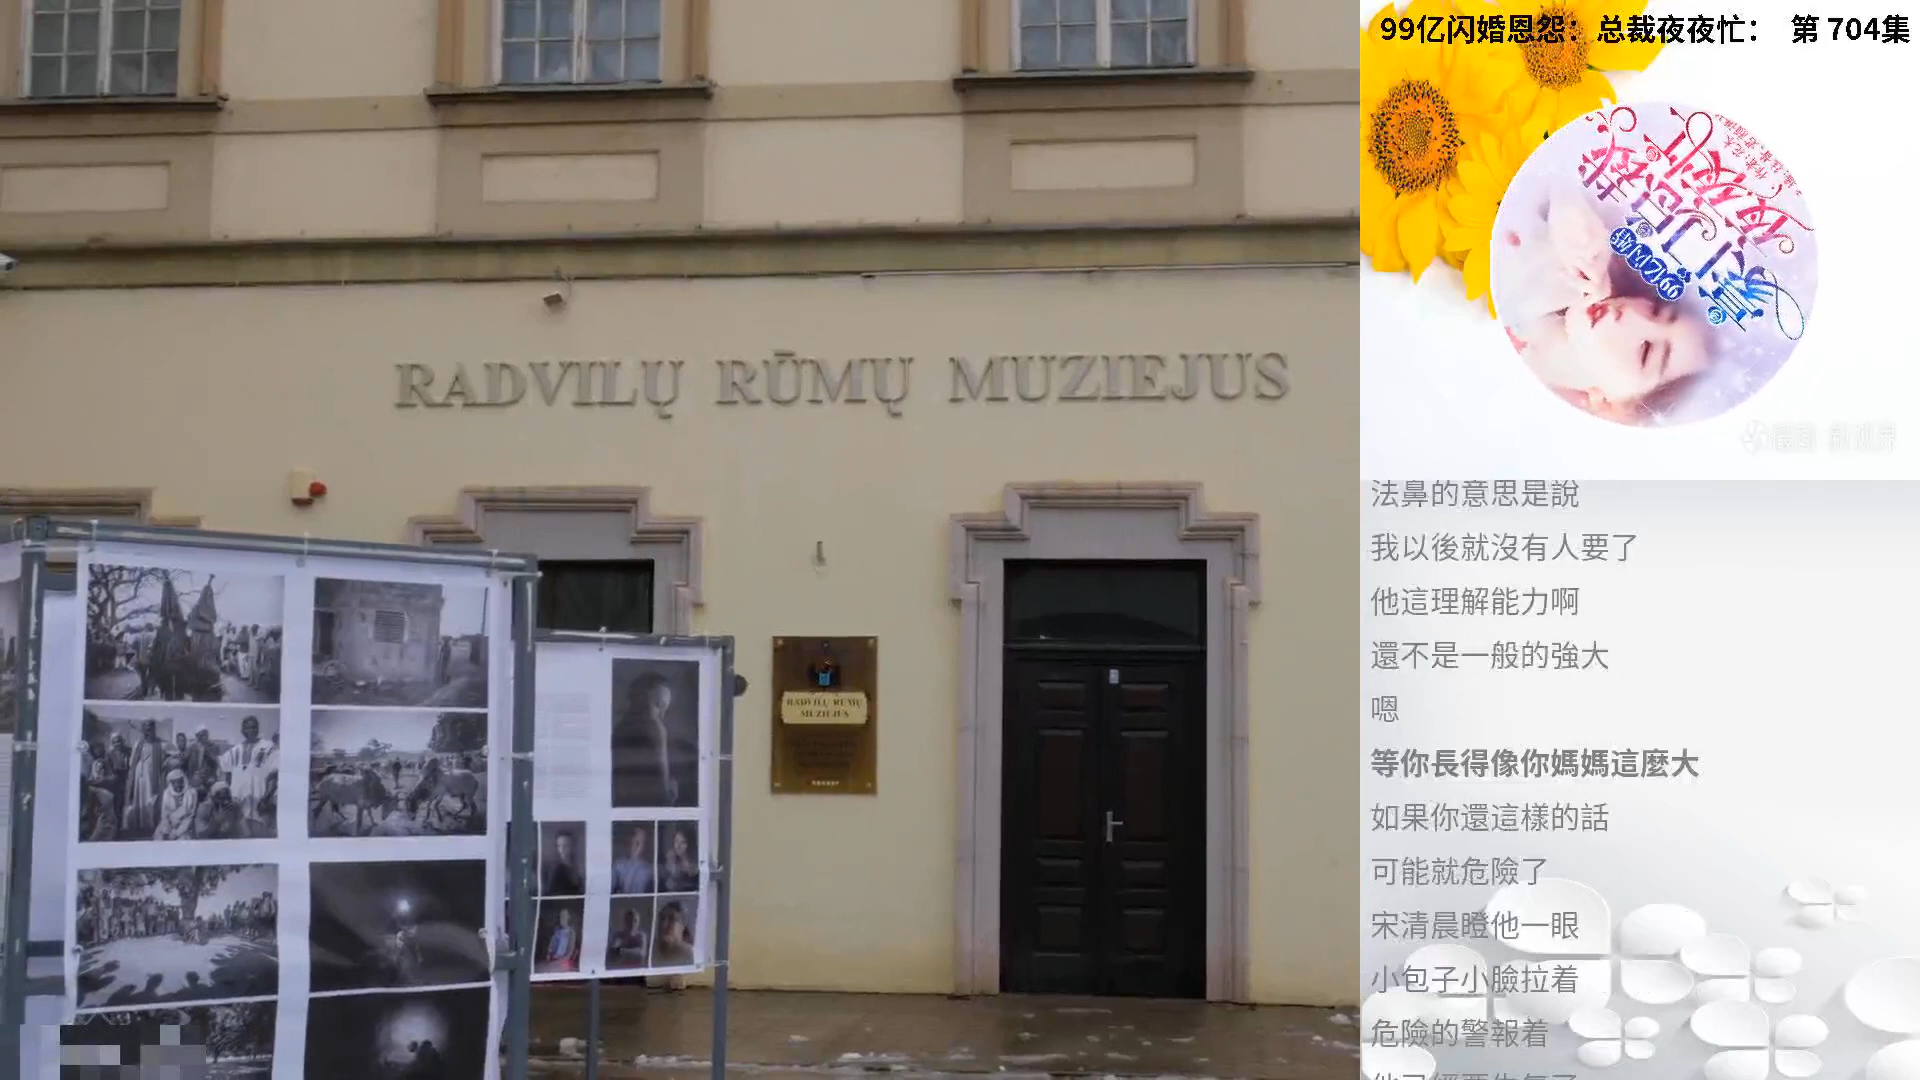 RADVILŲ RŪMŲ MUZIEJUS
RADVILŲ RŪMŲ
MUZIEJUS
99亿闪婚恩怨：总裁夜夜忙： 第 704集
99亿闪婚
法鼻的意思是說
我以後就沒有人要了
他這理解能力啊
還不是一般的強大
嗯
等你長得像你媽媽這麼大
如果你還這樣的話
可能就危險了
宋清晨瞪他一眼
小包子小臉拉着
危險的警報着